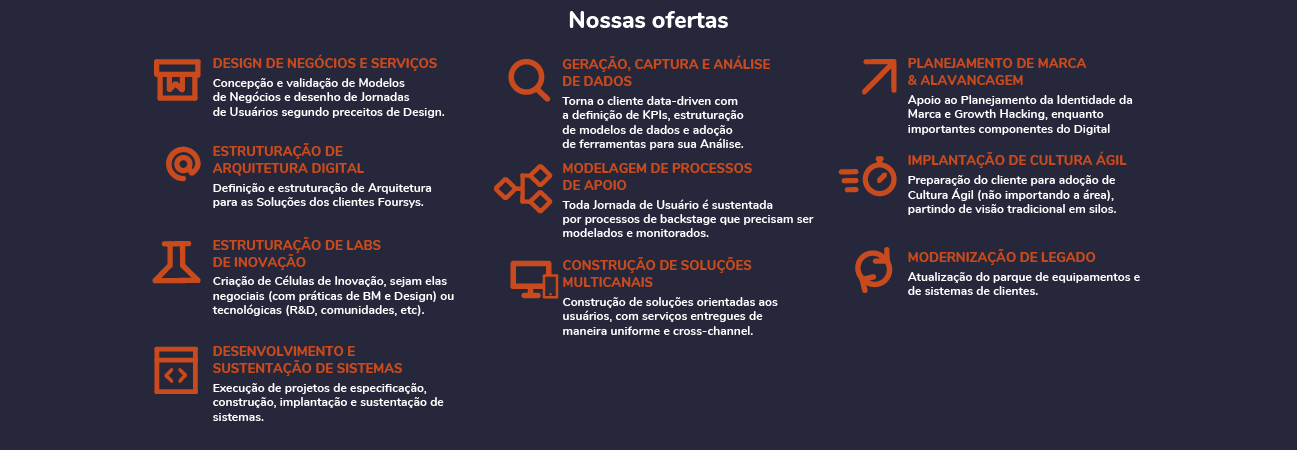 Nossas ofertas
DESIGN DE NEGÓCIOS E SERVIÇOS
Concepção e validação de Modelos
de Negócios e desenho de Jornadas
de Usuários segundo preceitos de Design.
ESTRUTURAÇÃO DE
ARQUITETURA DIGITAL
Definição e estruturação de Arquitetura
para as Soluções dos clientes Foursys.
ESTRUTURAÇÃO DE LABS
DE INOVAÇÃO
Criação de Células de Inovação, sejam elas
negociais (com práticas de BM e Design) ou
tecnológicas (R&D, comunidades, etc).
DESENVOLVIMENTO E
SUSTENTAÇÃO DE SISTEMAS
Execução de projetos de especificação,
construção, implantação e sustentação de
sistemas.
GERAÇÃO, CAPTURA E ANÁLISE
DE DADOS
Torna o cliente data-driven com
a definição de KPIs, estruturação
de modelos de dados e adoção
de ferramentas para sua Análise.
MODELAGEM DE PROCESSOS
DE APOIO
Toda Jornada de Usuário é sustentada
por processos de backstage que precisam ser
modelados e monitorados.
CONSTRUÇÃO DE SOLUÇÕES
MULTICANAIS
Construção de soluções orientadas aos
usuários, com serviços entregues de
maneira uniforme e cross-channel.
PLANEJAMENTO DE MARCA
& ALAVANCAGEM
Apoio ao Planejamento da Identidade da
Marca e Growth Hacking, enquanto
importantes componentes do Digital
IMPLANTAÇÃO DE CULTURA ÁGIL
Preparação do cliente para adoção de
Cultura Ágil (não importando a área),
partindo de visão tradicional em silos.
MODERNIZAÇÃO DE LEGADO
Atualização do parque de equipamentos e
de sistemas de clientes.